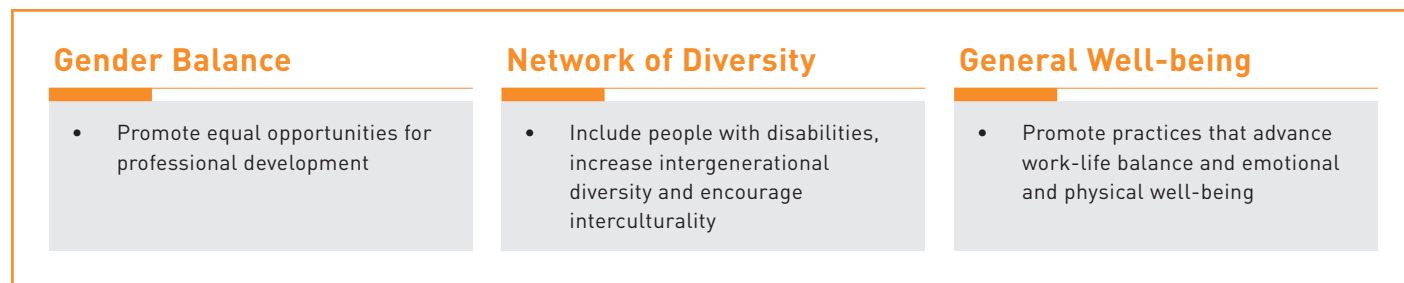 Gender Balance
• Promote equal opportunities for
professional development
Network of Diversity
• Include people with disabilities,
increase intergenerational
diversity and encourage
interculturality
General Well-being
• Promote practices that advance
work-life balance and emotional
and physical well-being